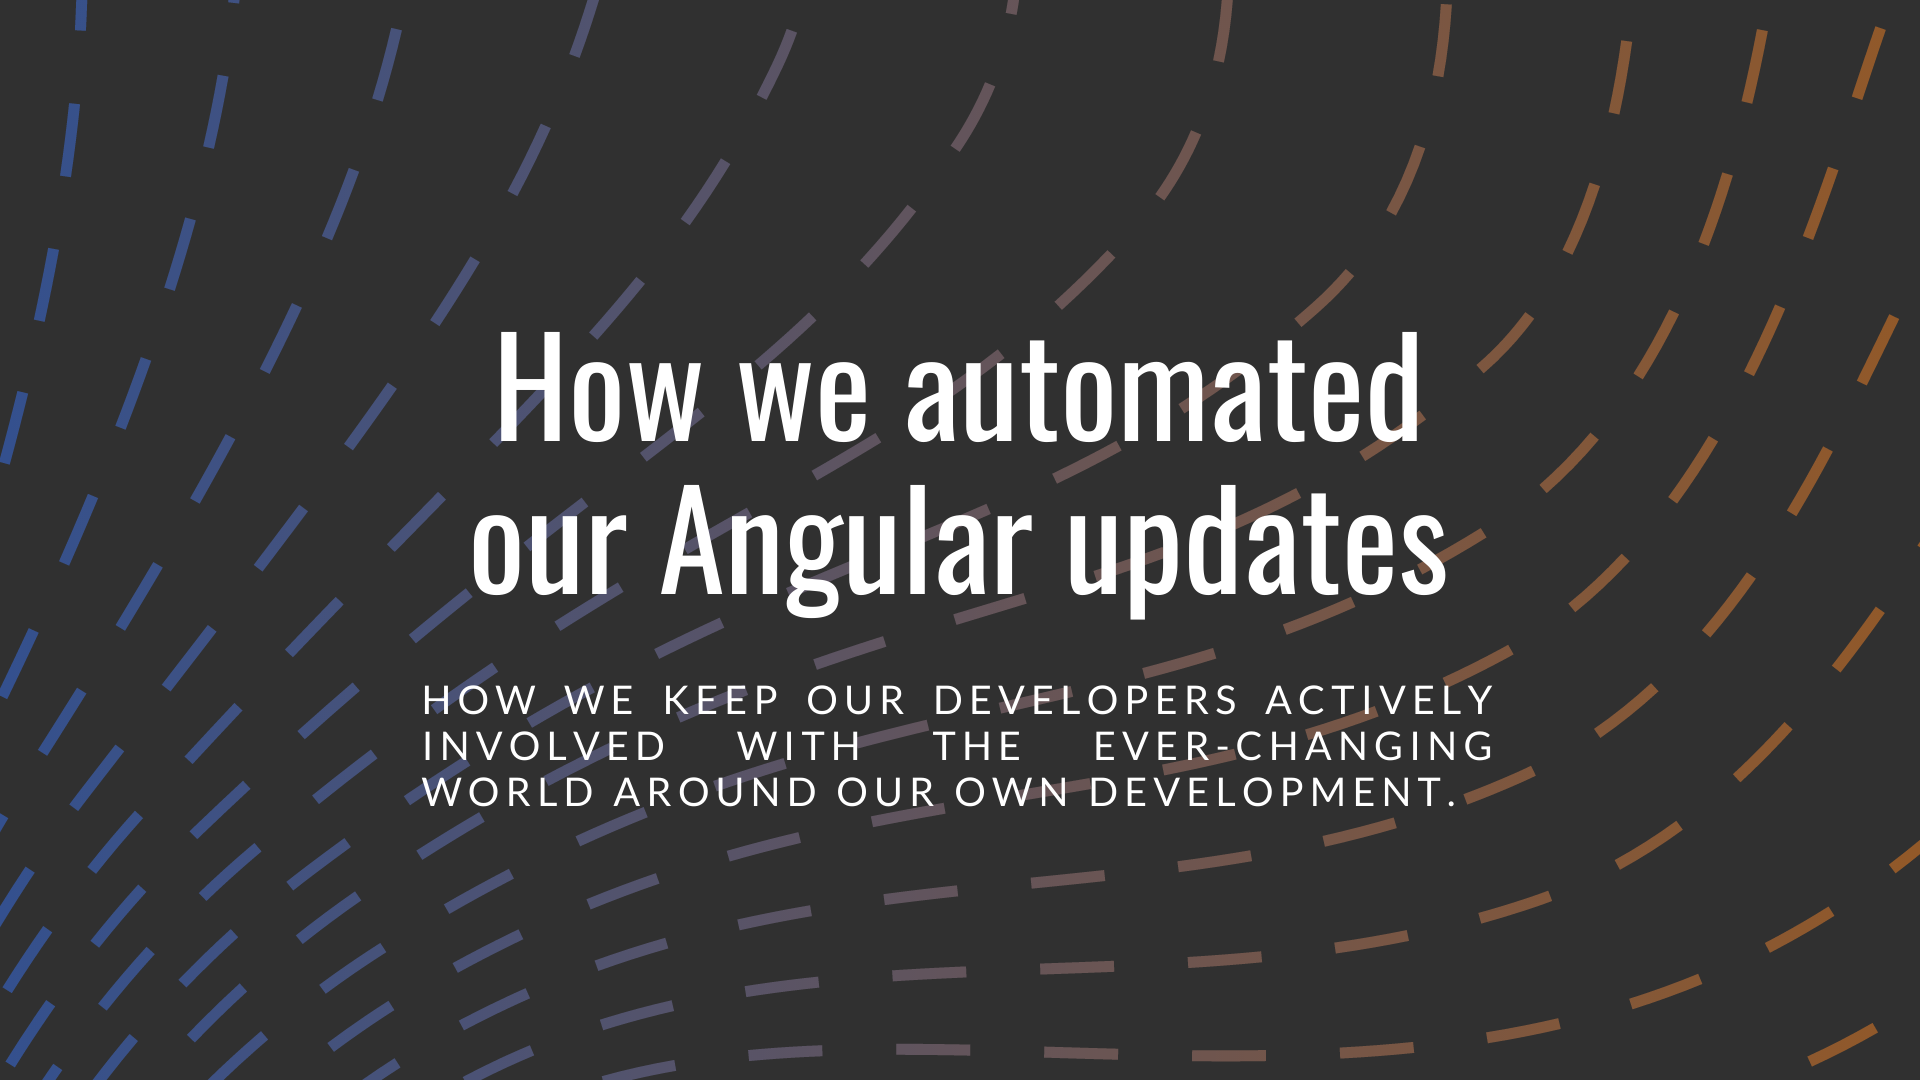 How we automated
our Angular updates
HOW WE KEEP OUR DEVELOPERS ACTIVELY
INVOLVED WITH THE EVER-CHANGING
WORLD AROUND OUR OWN DEVELOPMENT.